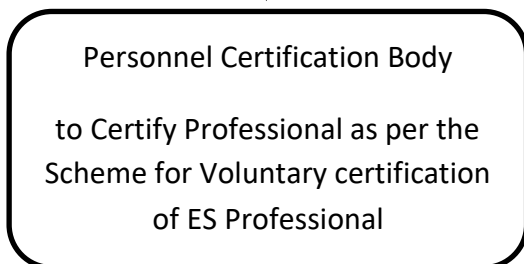 Personnel Certification Body
to Certify Professional as per the
Scheme for Voluntary certification
of ES Professional